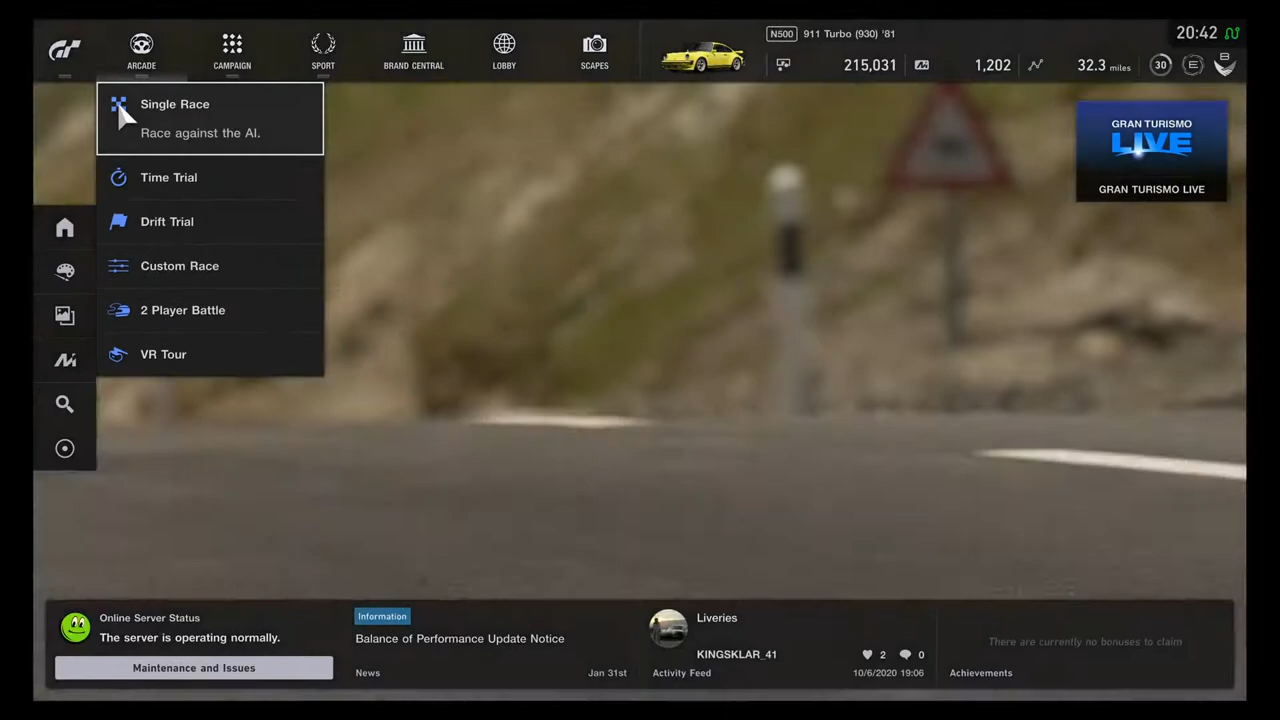 ARCADE
CAMPAIGN
SPORT
BRAND CENTRAL
LOBBY
SCAPES
N500 911 Turbo (930) '81
215,031
1,202
32.3 miles
20:42
30
E
B
Single Race
Race against the AI.
Time Trial
Drift Trial
Custom Race
2 Player Battle
VR Tour
GRAN TURISMO
LIVE
GRAN TURISMO LIVE
Online Server Status
The server is operating normally.
Maintenance and Issues
Information
Balance of Performance Update Notice
News Jan 31st
Liveries
KINGSKLAR_41 2 0
Activity Feed 10/6/2020 19:06
There are currently no bonuses to claim
Achievements